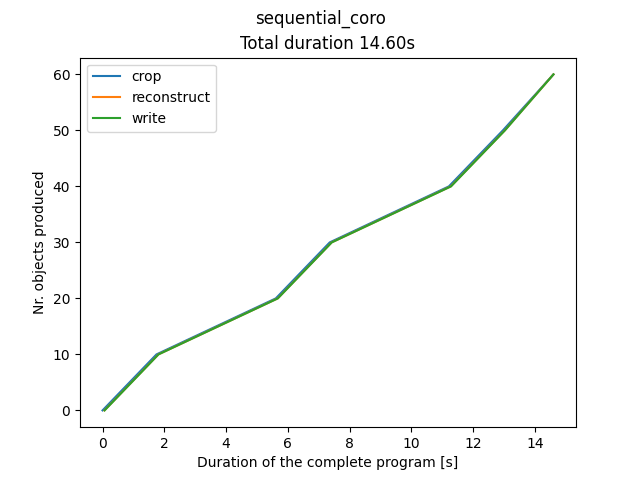 sequential_coro
Total duration 14.60s
crop
reconstruct
write
60
50
40
30
20
10
0
Nr. objects produced
0 2 4 6 8 10 12 14
Duration of the complete program [s]